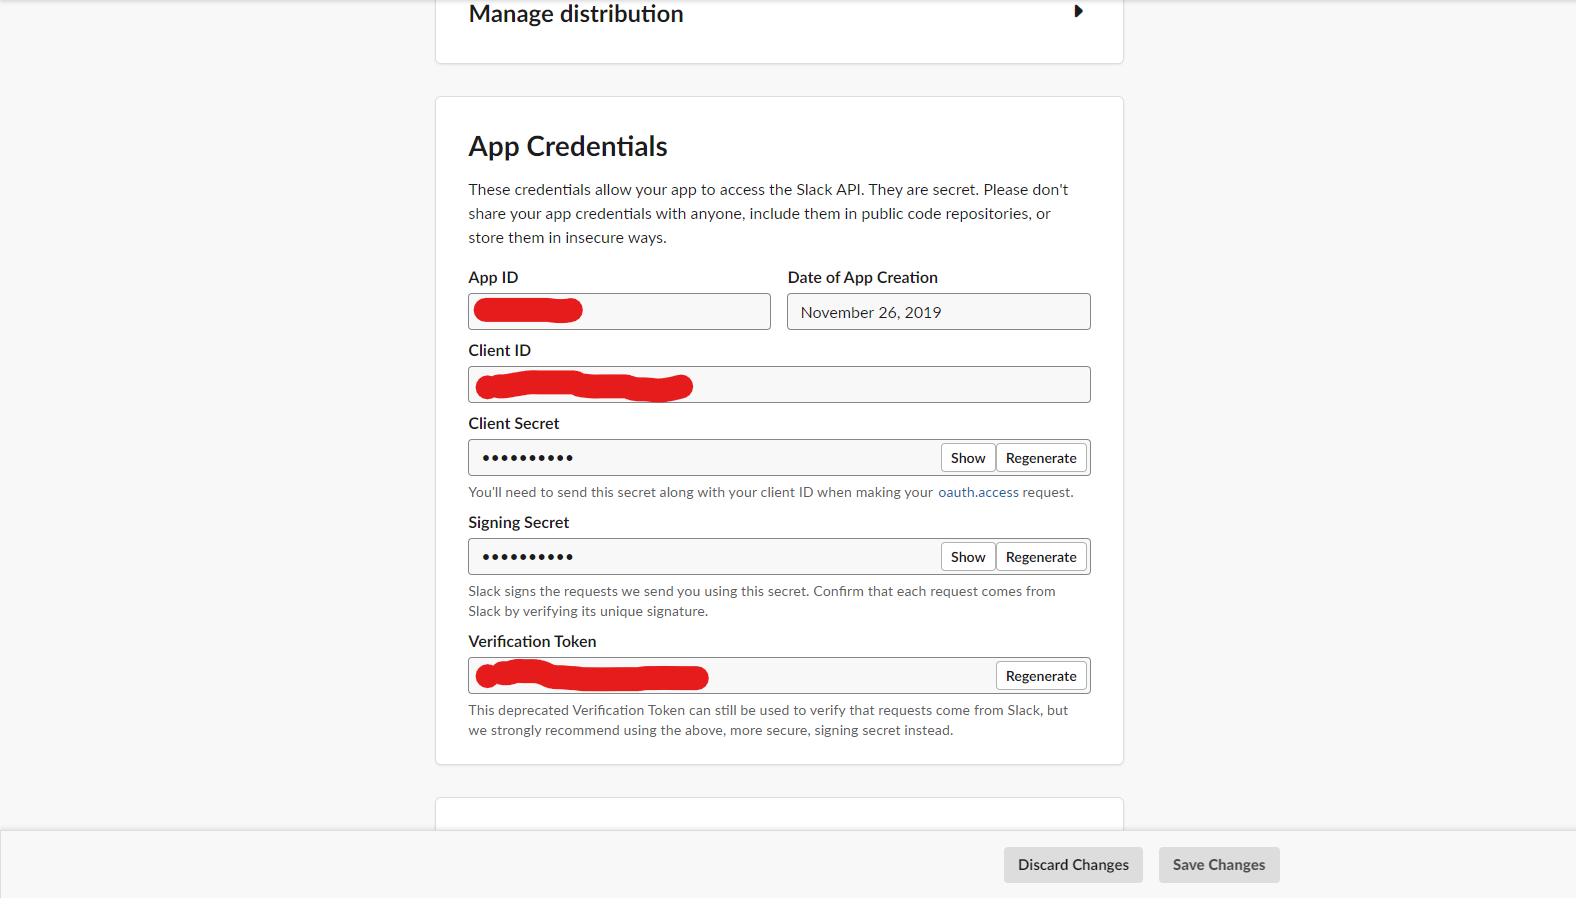 Manage distribution
App Credentials
These credentials allow your app to access the Slack API. They are secret. Please don't
share your app credentials with anyone, include them in public code repositories, or
store them in insecure ways.
App ID
Date of App Creation
November 26, 2019
Client ID
Client Secret
•••••••••• Show Regenerate
You'll need to send this secret along with your client ID when making your oauth.access request.
Signing Secret
•••••••••• Show Regenerate
Slack signs the requests we send you using this secret. Confirm that each request comes from
Slack by verifying its unique signature.
Verification Token
Regenerate
This deprecated Verification Token can still be used to verify that requests come from Slack, but
we strongly recommend using the above, more secure, signing secret instead.
Discard Changes Save Changes